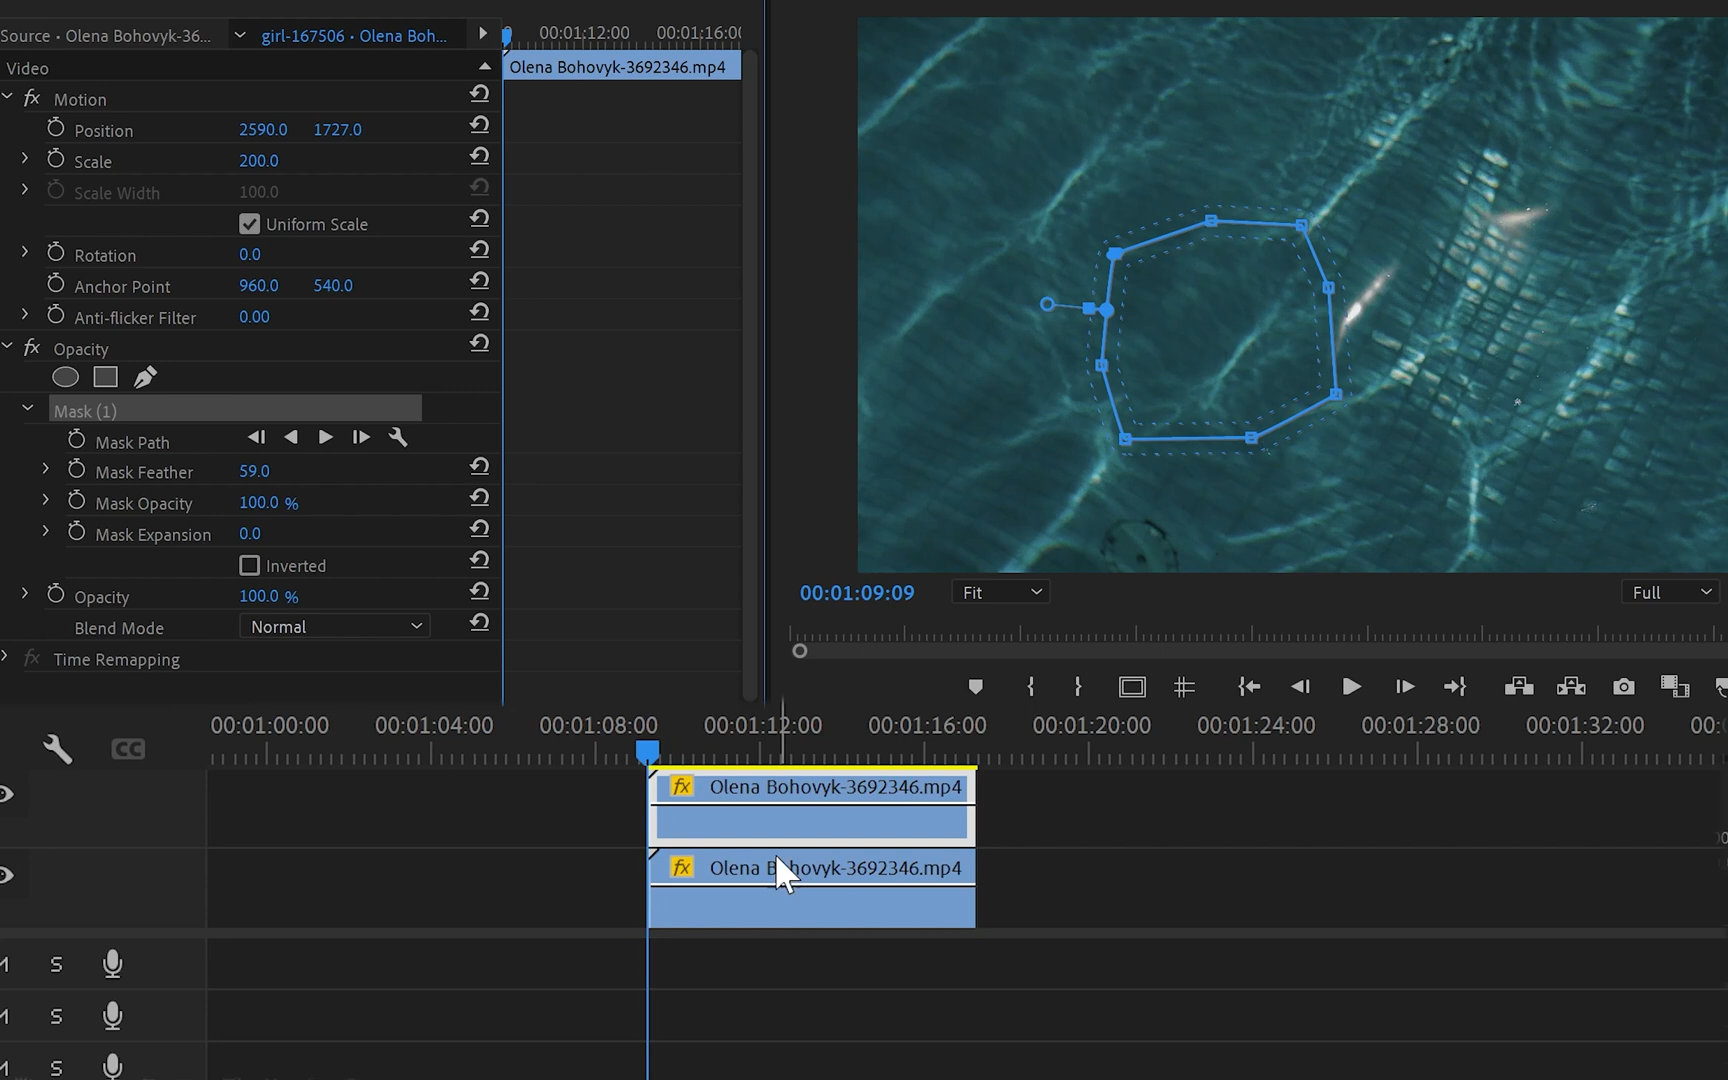 Source • Olena Bohovyk-36...
girl-167506 • Olena Boh...
00:01:12:00
00:01:16:00
Video
Olena Bohovyk-3692346.mp4
fx Motion
Position 2590.0 1727.0
Scale 200.0
Scale Width 100.0
Uniform Scale
Rotation 0.0
Anchor Point 960.0 540.0
Anti-flicker Filter 0.00
fx Opacity
Mask (1)
Mask Path
Mask Feather 59.0
Mask Opacity 100.0 %
Mask Expansion 0.0
Inverted
Opacity 100.0 %
Blend Mode Normal
fx Time Remapping
00:01:09:09 Fit Full
00:01:00:00 00:01:04:00 00:01:08:00 00:01:12:00 00:01:16:00 00:01:20:00 00:01:24:00 00:01:28:00 00:01:32:00 00:
CC
fx Olena Bohovyk-3692346.mp4
fx Olena Bohovyk-3692346.mp4
S
S
S